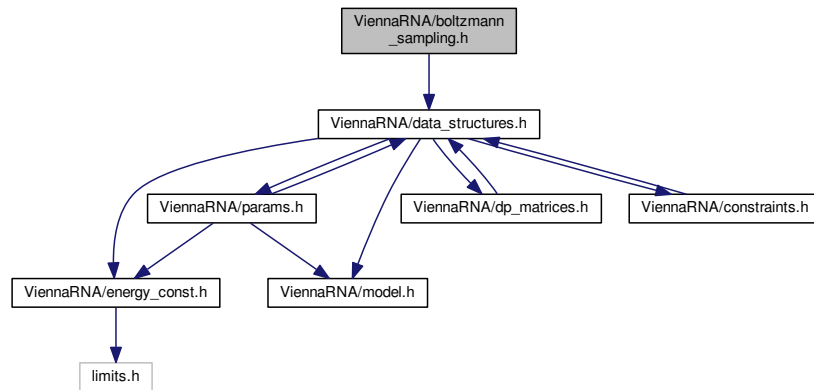 ViennaRNA/boltzmann
_sampling.h
ViennaRNA/data_structures.h
ViennaRNA/params.h
ViennaRNA/dp_matrices.h
ViennaRNA/constraints.h
ViennaRNA/energy_const.h
ViennaRNA/model.h
limits.h